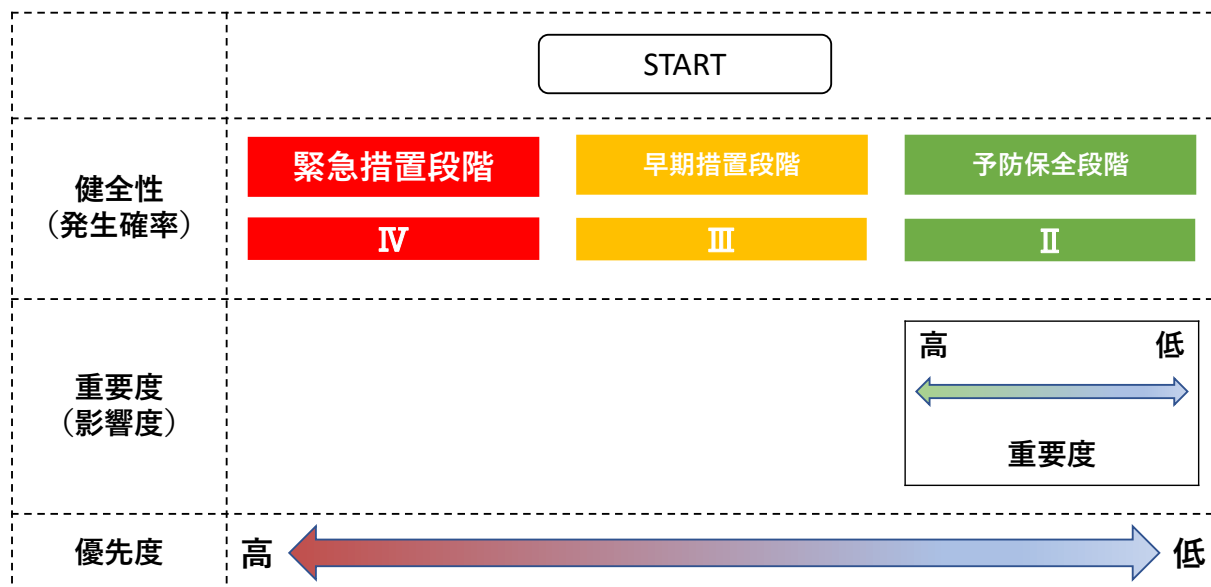 START
健全性
（発生確率）
緊急措置段階
早期措置段階
予防保全段階
Ⅳ
Ⅲ
Ⅱ
重要度
（影響度）
高
低
重要度
優先度
高
低